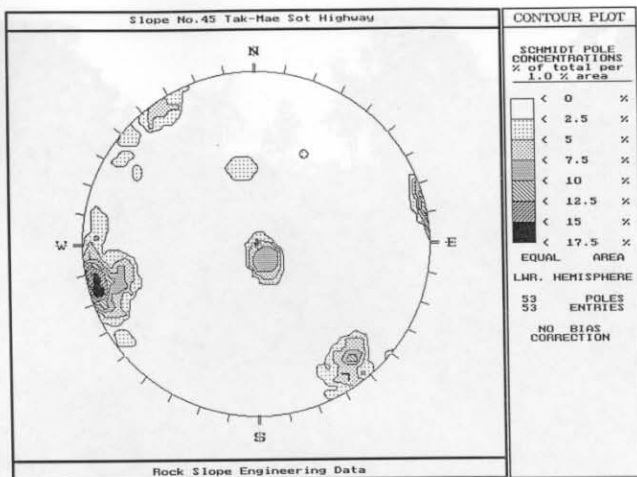 Slope No.45 Tak-Mae Sot Highway
N
W
E
S
Rock Slope Engineering Data
CONTOUR PLOT
SCHMIDT POLE
CONCENTRATIONS
% of total per
1.0 % area
< 0 %
< 2.5 %
< 5 %
< 7.5 %
< 10 %
< 12.5 %
< 15 %
< 17.5 %
EQUAL AREA
LWR. HEMISPHERE
53 POLES
53 ENTRIES
NO BIAS
CORRECTION